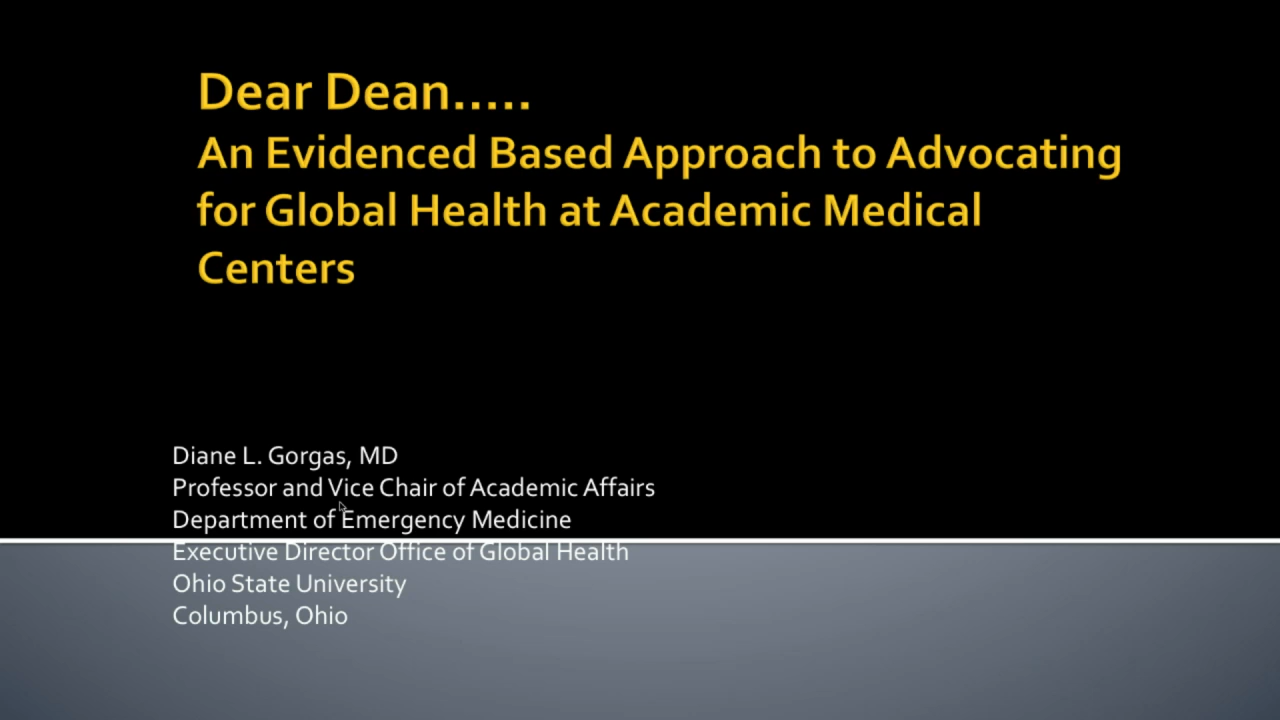 Dear Dean.....
An Evidenced Based Approach to Advocating
for Global Health at Academic Medical
Centers
Diane L. Gorgas, MD
Professor and Vice Chair of Academic Affairs
Department of Emergency Medicine
Executive Director Office of Global Health
Ohio State University
Columbus, Ohio